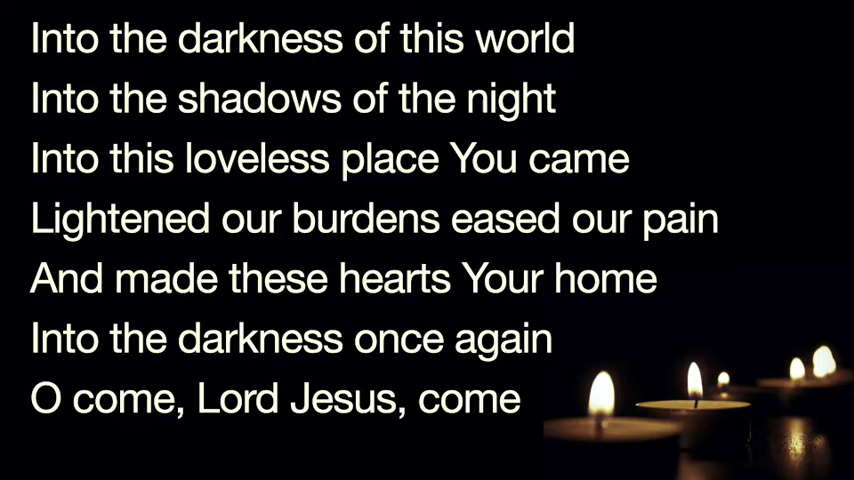 Into the darkness of this world
Into the shadows of the night
Into this loveless place You came
Lightened our burdens eased our pain
And made these hearts Your home
Into the darkness once again
O come, Lord Jesus, come